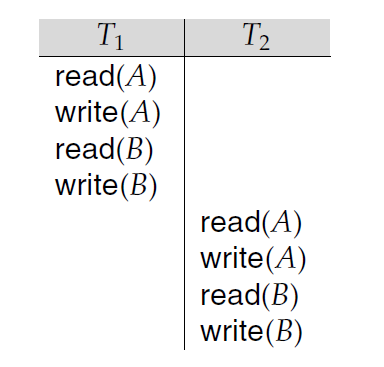 T1 T2
read(A)
write(A)
read(B)
write(B)
read(A)
write(A)
read(B)
write(B)